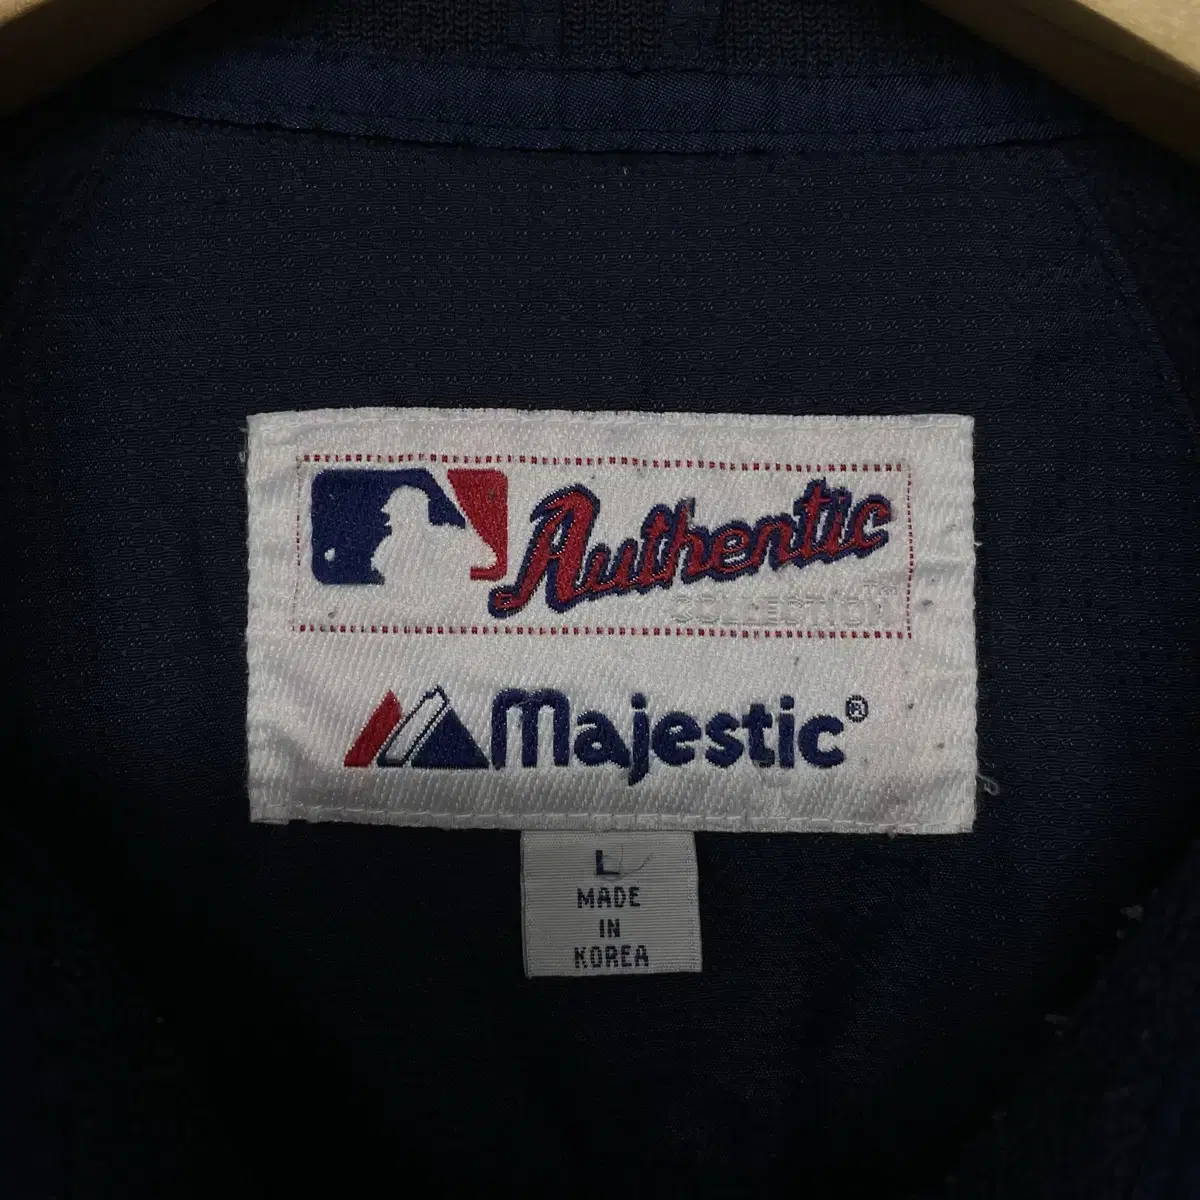 Authentic
COLLECTION
Majestic®
L
MADE
IN
KOREA